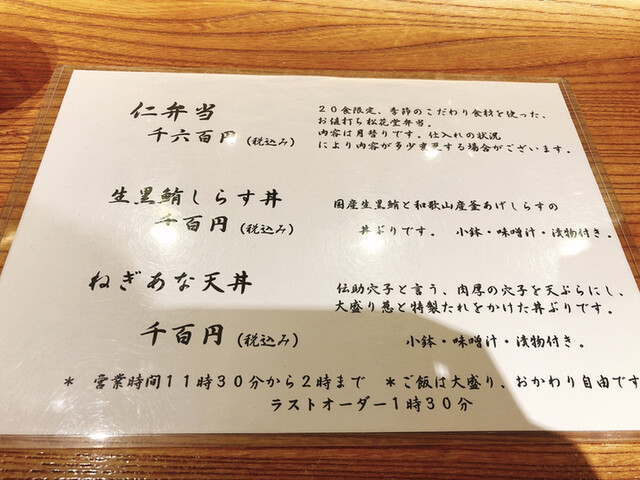 仁弁当
千六百円(税込み)
20食限定、季節のこだわり食材を使った、
お値打ち松花堂弁当。
内容は月替りです。仕入れの状況
により内容が多少変更する場合がございます。
生黒鮪しらす丼
千百円(税込み)
国産生黒鮪と和歌山産釜あげしらすの
丼ぶりです。 小鉢・味噌汁・漬物付き。
ねぎあな天丼
千百円(税込み)
伝助穴子と言う、肉厚の穴子を天ぷらにし、
大盛り葱と特製たれをかけた丼ぶりです。
小鉢・味噌汁・漬物付き。
* 営業時間11時30分から2時まで *ご飯は大盛り、おかわり自由です
ラストオーダー1時30分